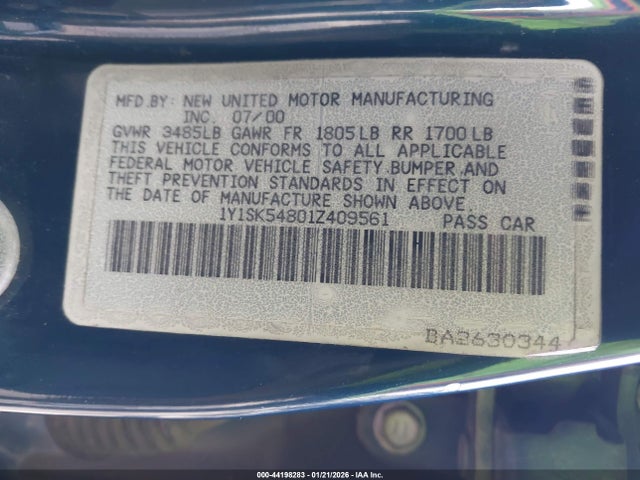 MFD.BY: NEW UNITED MOTOR MANUFACTURING
INC. 07/00
GVWR 3485LB GAWR FR 1805LB RR 1700LB
THIS VEHICLE CONFORMS TO ALL APPLICABLE
FEDERAL MOTOR VEHICLE SAFETY,BUMPER,AND
THEFT PREVENTION STANDARDS IN EFFECT ON
THE DATE OF MANUFACTURE SHOWN ABOVE.
1Y1SK54801Z409561 PASS CAR
BA3630344
000-44198283 - 01/21/2026 - IAA Inc.